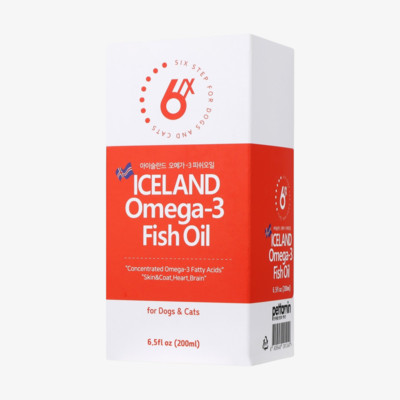 6ix
SIX STEP FOR DOGS AND CATS
아이슬란드 오메가-3 피쉬오일
ICELAND
Omega-3
Fish Oil
"Concentrated Omega-3 Fatty Acids"
"Skin&Coat,Heart,Brain"
for Dogs & Cats
6.5fl oz (200ml)
6ix
ICELAND
Omega-3
Fish Oil
6.5fl oz (200ml)
pettamin